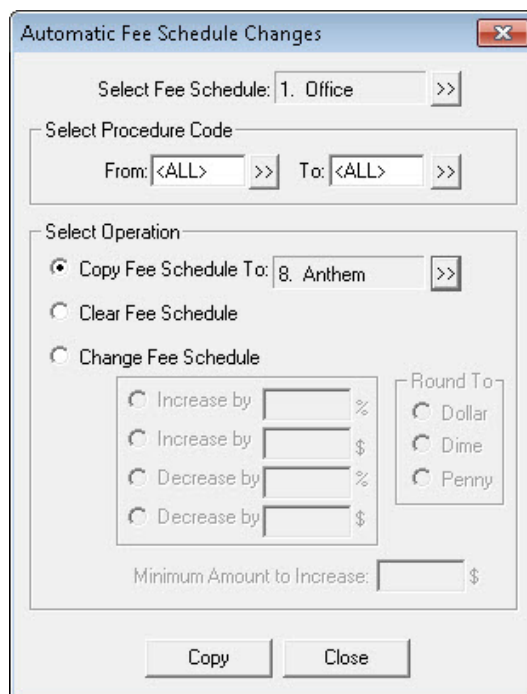 Automatic Fee Schedule Changes
Select Fee Schedule: 1. Office >>
Select Procedure Code
From: <ALL> >> To: <ALL> >>
Select Operation
Copy Fee Schedule To: 8. Anthem >>
Clear Fee Schedule
Change Fee Schedule
Round To
Increase by % Dollar
Increase by $ Dime
Decrease by % Penny
Decrease by $
Minimum Amount to Increase: $
Copy Close